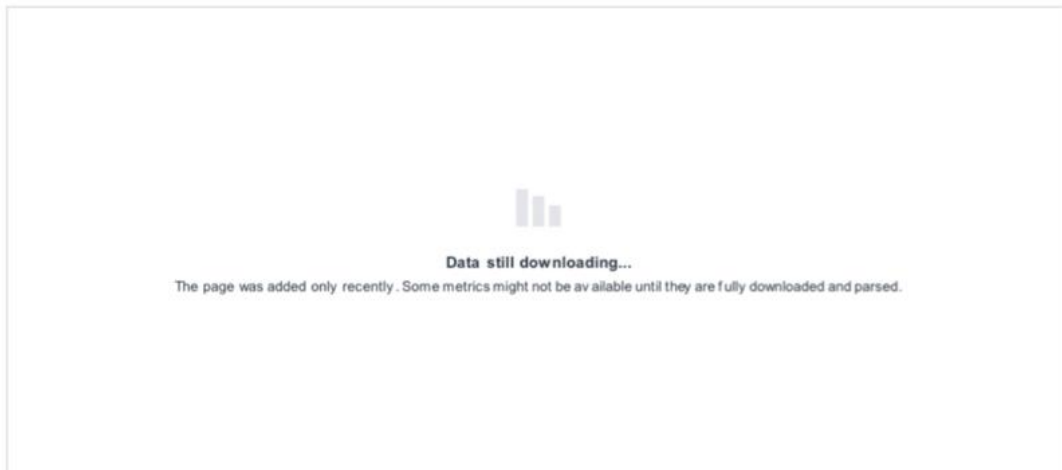 Data still downloading...
The page was added only recently. Some metrics might not be available until they are fully downloaded and parsed.